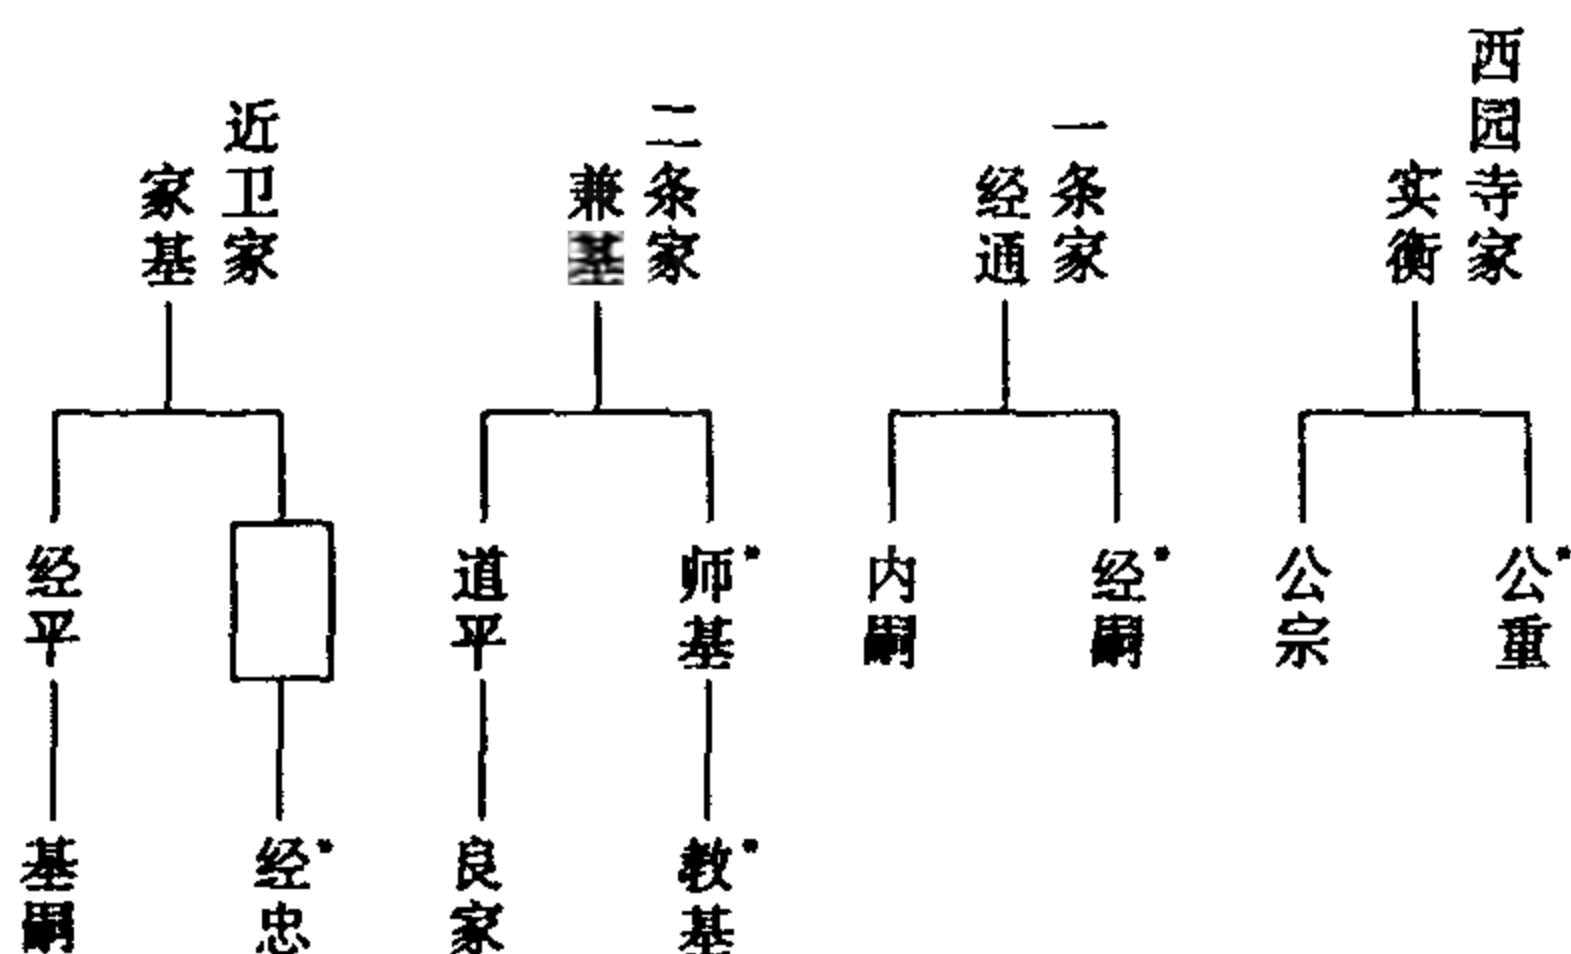 西园寺家
实衡
公重*
公宗
一条家
经通
经嗣*
内嗣
二条家
兼基
师基*
教基*
道平
良家
近卫家
家基
经忠*
经平
基嗣